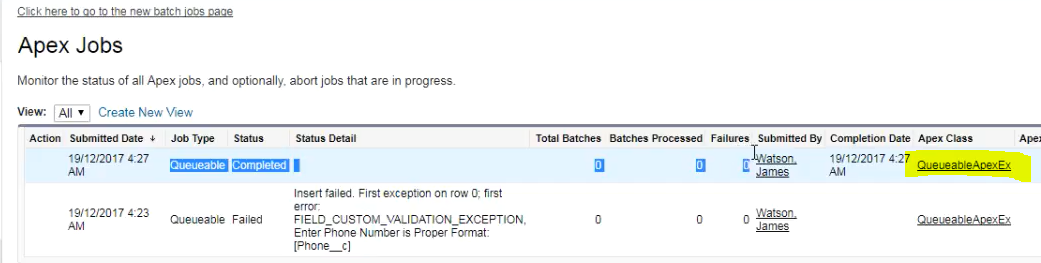 Click here to go to the new batch jobs page
Apex Jobs
Monitor the status of all Apex jobs, and optionally, abort jobs that are in progress.
View: All ▼ Create New View
Action Submitted Date ↓ Job Type Status Status Detail Total Batches Batches Processed Failures Submitted By Completion Date Apex Class Apex
19/12/2017 4:27 AM Queueable Completed 0 0 0 Watson, James 19/12/2017 4:27 AM QueueableApexEx
19/12/2017 4:23 AM Queueable Failed Insert failed. First exception on row 0; first error: FIELD_CUSTOM_VALIDATION_EXCEPTION, Enter Phone Number is Proper Format: [Phone__c] 0 0 0 Watson, James QueueableApexEx